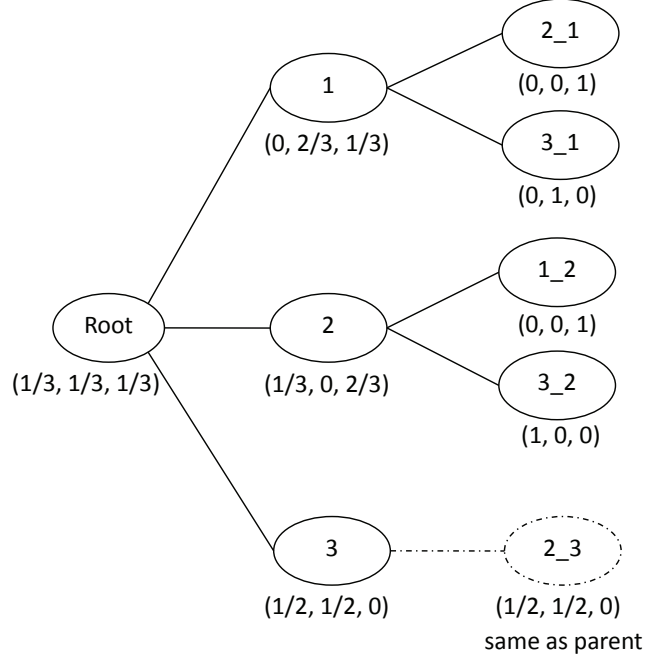 2_1
(0, 0, 1)
1
(0, 2/3, 1/3)
3_1
(0, 1, 0)
1_2
(0, 0, 1)
Root
(1/3, 1/3, 1/3)
2
(1/3, 0, 2/3)
3_2
(1, 0, 0)
3
(1/2, 1/2, 0)
2_3
(1/2, 1/2, 0)
same as parent